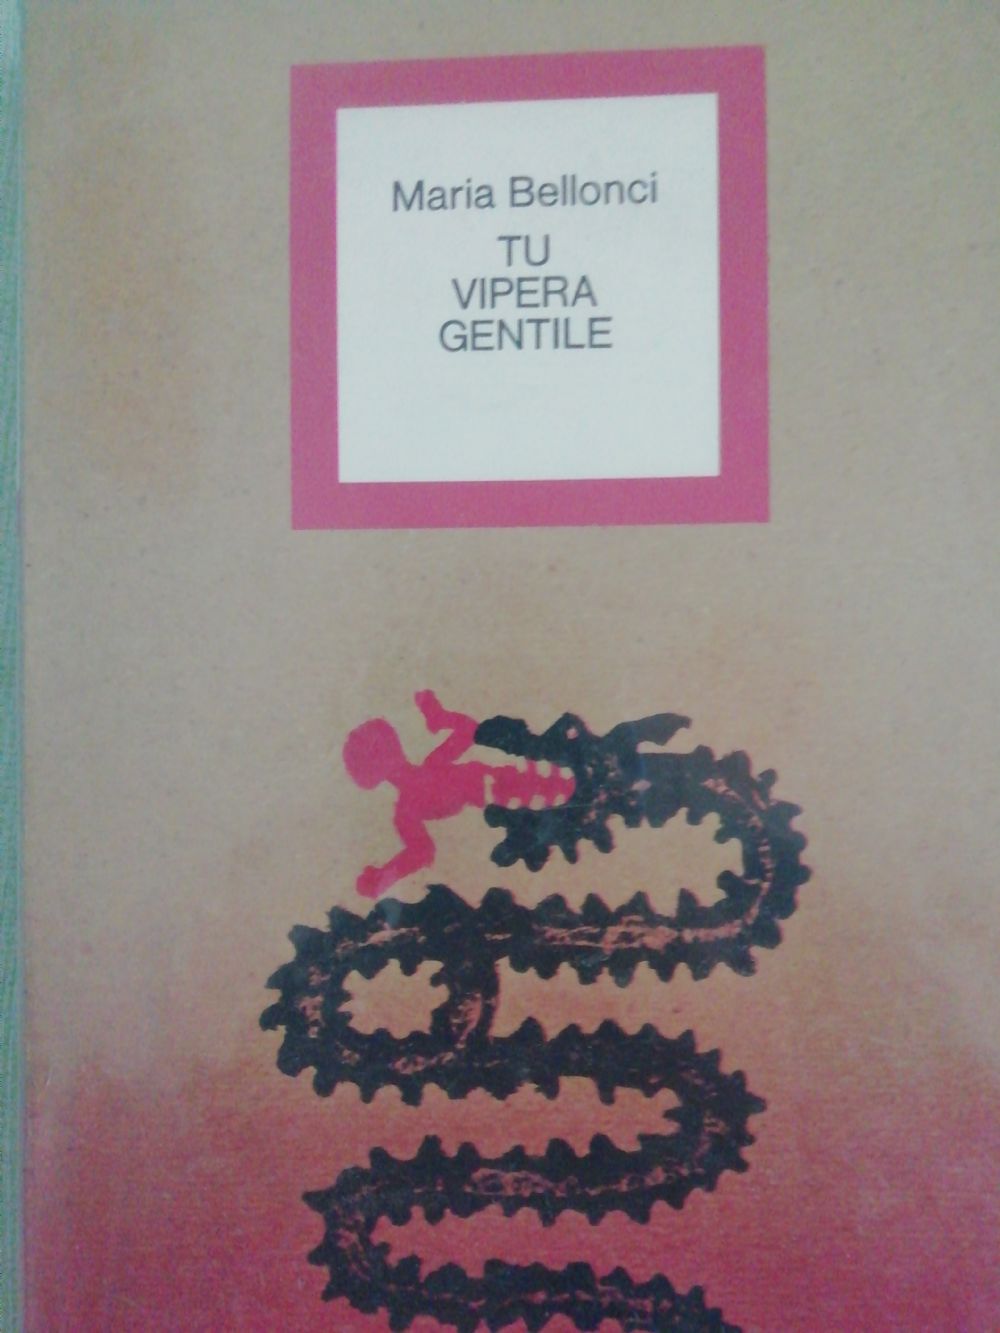 Maria Bellonci
TU
VIPERA
GENTILE